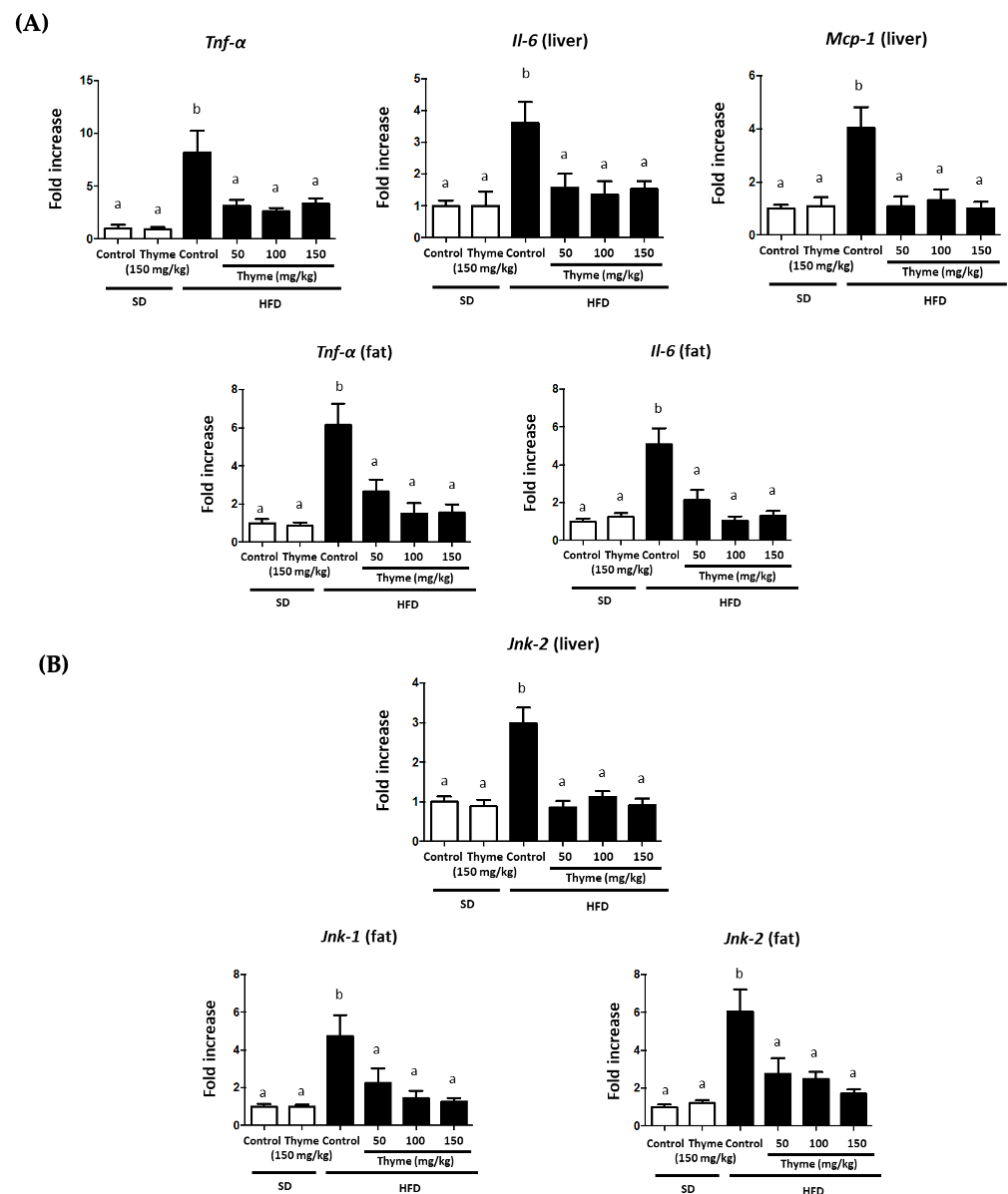 (A)
Tnf-α
Fold increase
15
10
5
0
a
a
b
a
a
a
Control Thyme Control 50 100 150
(150 mg/kg)
Thyme (mg/kg)
SD HFD
Il-6 (liver)
Fold increase
5
4
3
2
1
0
a
a
b
a
a
a
Control Thyme Control 50 100 150
(150 mg/kg)
Thyme (mg/kg)
SD HFD
Mcp-1 (liver)
Fold increase
6
4
2
0
a
a
b
a
a
a
Control Thyme Control 50 100 150
(150 mg/kg)
Thyme (mg/kg)
SD HFD
Tnf-α (fat)
Fold increase
8
6
4
2
0
a
a
b
a
a
a
Control Thyme Control 50 100 150
(150 mg/kg)
Thyme (mg/kg)
SD HFD
Il-6 (fat)
Fold increase
8
6
4
2
0
a
a
b
a
a
a
Control Thyme Control 50 100 150
(150 mg/kg)
Thyme (mg/kg)
SD HFD
(B)
Jnk-2 (liver)
Fold increase
4
3
2
1
0
a
a
b
a
a
a
Control Thyme Control 50 100 150
(150 mg/kg)
Thyme (mg/kg)
SD HFD
Jnk-1 (fat)
Fold increase
8
6
4
2
0
a
a
b
a
a
a
Control Thyme Control 50 100 150
(150 mg/kg)
Thyme (mg/kg)
SD HFD
Jnk-2 (fat)
Fold increase
8
6
4
2
0
a
a
b
a
a
a
Control Thyme Control 50 100 150
(150 mg/kg)
Thyme (mg/kg)
SD HFD